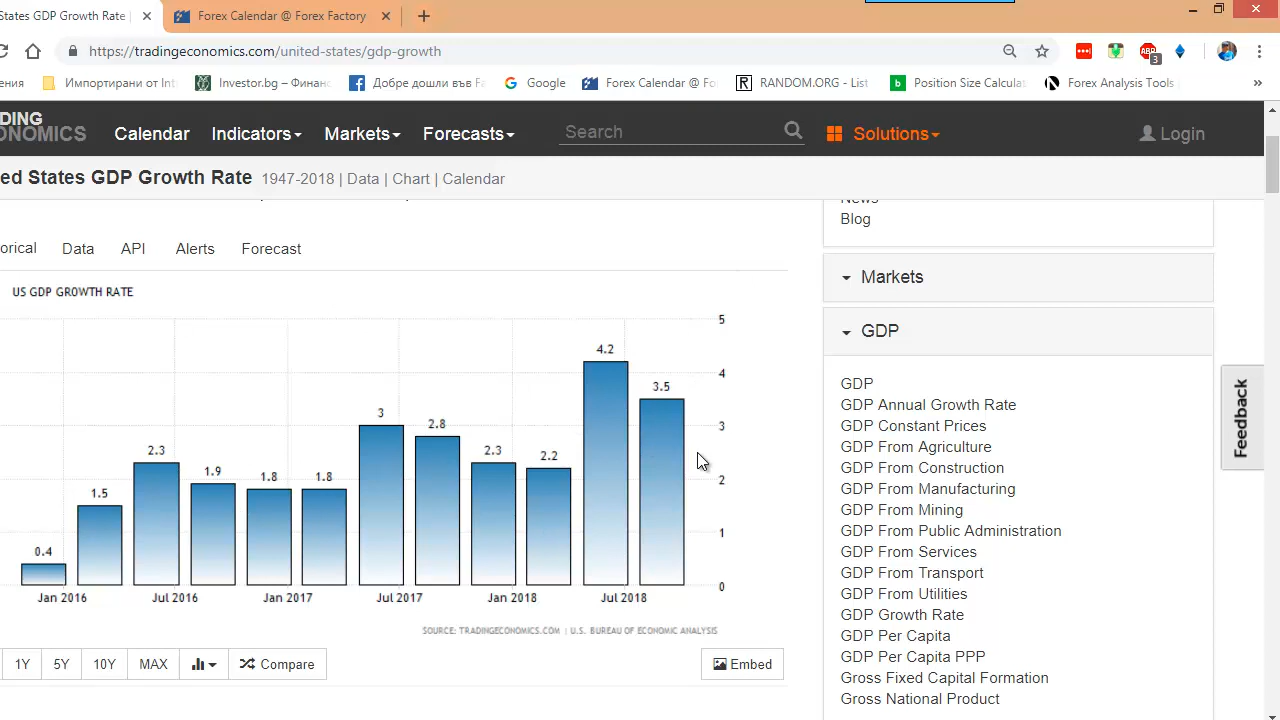 States GDP Growth Rate
Forex Calendar @ Forex Factory
https://tradingeconomics.com/united-states/gdp-growth
ABP
3
Импортирани от Int
Investor.bg – Финан
Добре дошли във Fa
Google
Forex Calendar @ Fo
RANDOM.ORG - List
Position Size Calculat
Forex Analysis Tools
»
DING
ONOMICS
Calendar
Indicators
Markets
Forecasts
Search
Solutions
Login
ed States GDP Growth Rate 1947-2018 | Data | Chart | Calendar
News
Blog
orical
Data
API
Alerts
Forecast
Markets
US GDP GROWTH RATE
5
4
3
2
1
0
0.4
1.5
2.3
1.9
1.8
1.8
3
2.8
2.3
2.2
4.2
3.5
Jan 2016
Jul 2016
Jan 2017
Jul 2017
Jan 2018
Jul 2018
SOURCE: TRADINGECONOMICS.COM | U.S. BUREAU OF ECONOMIC ANALYSIS
1Y
5Y
10Y
MAX
Compare
Embed
GDP
GDP
GDP Annual Growth Rate
GDP Constant Prices
GDP From Agriculture
GDP From Construction
GDP From Manufacturing
GDP From Mining
GDP From Public Administration
GDP From Services
GDP From Transport
GDP From Utilities
GDP Growth Rate
GDP Per Capita
GDP Per Capita PPP
Gross Fixed Capital Formation
Gross National Product
Feedback